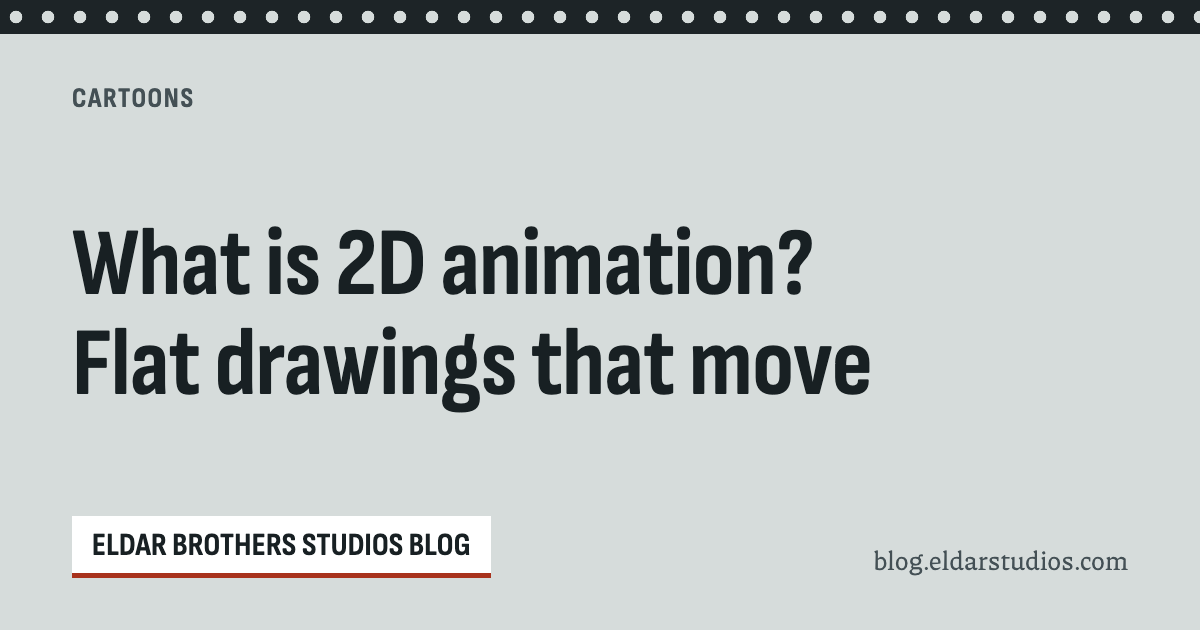 CARTOONS
What is 2D animation?
Flat drawings that move
ELDAR BROTHERS STUDIOS BLOG
blog.eldarstudios.com